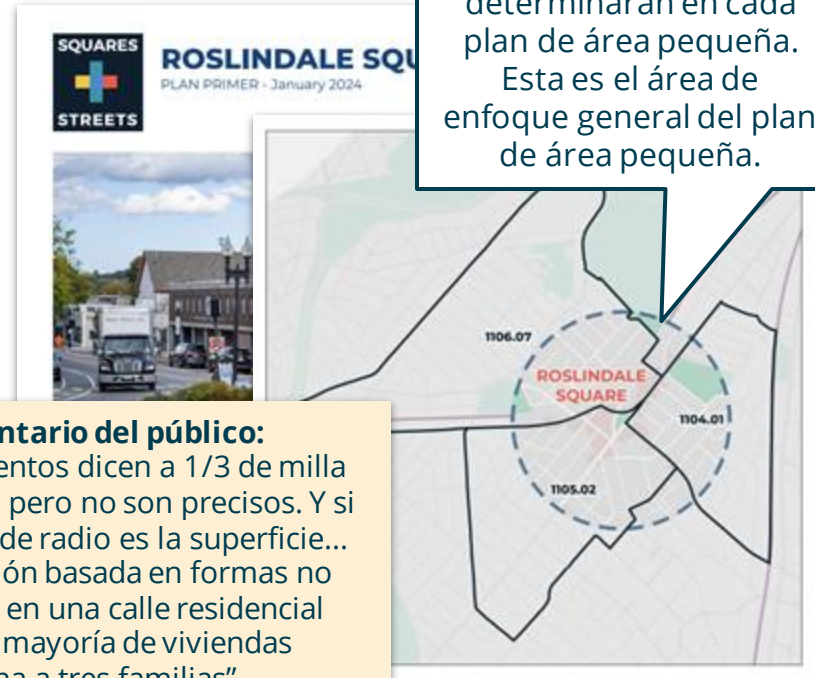 determinarán en cada
plan de área pequeña.
Esta es el área de
enfoque general del plan
de área pequeña.
SQUARES
STREETS
ROSLINDALE SQU
PLAN PRIMER - January 2024
1106.07
ROSLINDALE
SQUARE
1104.01
1105.02
ntario del público:
entos dicen a 1/3 de milla
pero no son precisos. Y si
de radio es la superficie...
ón basada en formas no
en una calle residencial
mayoría de viviendas
na a tres familias”